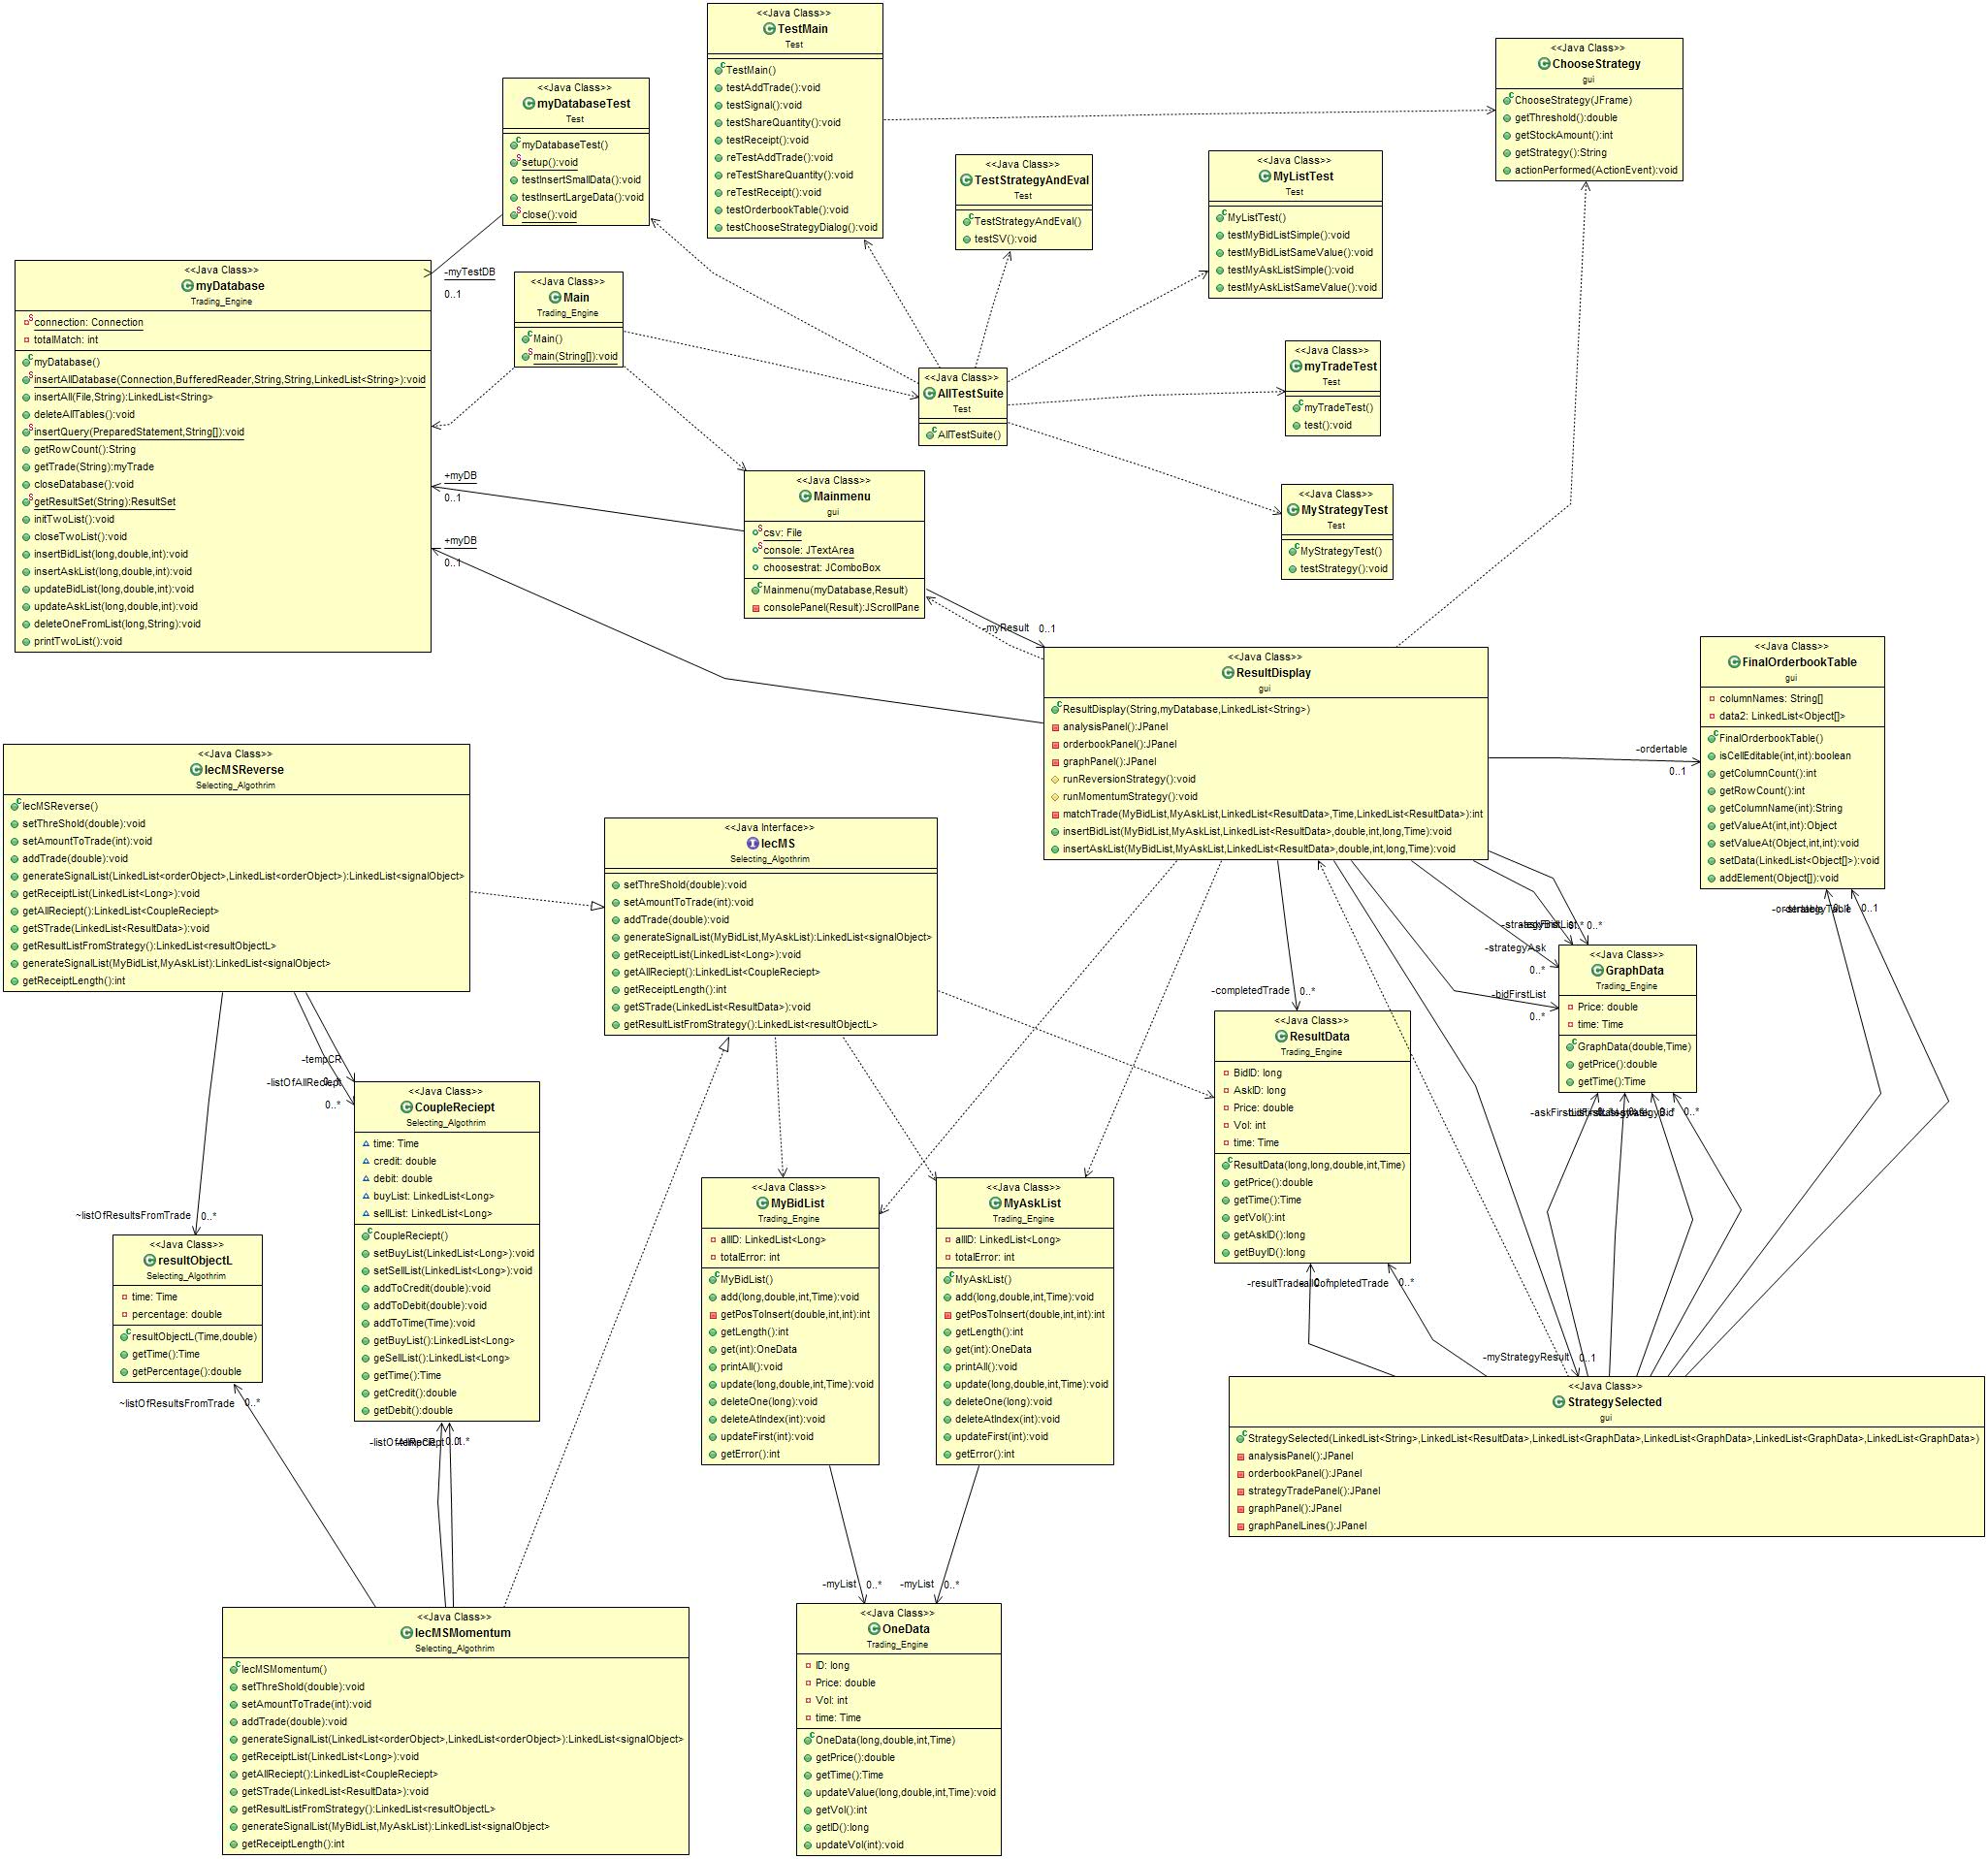 <<Java Class>>
TestMain
Test
TestMain()
testAddTrade():void
testSignal():void
testShareQuantity():void
testReceipt():void
reTestAddTrade():void
reTestShareQuantity():void
reTestReceipt():void
testOrderbookTable():void
testChooseStrategyDialog():void
<<Java Class>>
ChooseStrategy
gui
ChooseStrategy(JFrame)
getThreshold():double
getStockAmount():int
getStrategy():String
actionPerformed(ActionEvent):void
<<Java Class>>
myDatabaseTest
Test
myDatabaseTest()
setup():void
testInsertSmallData():void
testInsertLargeData():void
close():void
<<Java Class>>
TestStrategyAndEval
Test
TestStrategyAndEval()
testSV():void
<<Java Class>>
MyListTest
Test
MyListTest()
testMyBidListSimple():void
testMyBidListSameValue():void
testMyAskListSimple():void
testMyAskListSameValue():void
<<Java Class>>
myDatabase
Trading_Engine
connection: Connection
totalMatch: int
myDatabase()
insertAllDatabase(Connection,BufferedReader,String,String,LinkedList<String>):void
insertAll(File,String):LinkedList<String>
deleteAllTables():void
insertQuery(PreparedStatement,String[]):void
getRowCount():String
getTrade(String):myTrade
closeDatabase():void
getResultSet(String):ResultSet
initTwoList():void
closeTwoList():void
insertBidList(long,double,int):void
insertAskList(long,double,int):void
updateBidList(long,double,int):void
updateAskList(long,double,int):void
deleteOneFromList(long,String):void
printTwoList():void
-myTestDB
0..1
<<Java Class>>
Main
Trading_Engine
Main()
main(String[]):void
<<Java Class>>
AllTestSuite
Test
AllTestSuite()
<<Java Class>>
myTradeTest
Test
myTradeTest()
test():void
<<Java Class>>
MyStrategyTest
Test
MyStrategyTest()
testStrategy():void
+myDB
0..1
+myDB
0..1
<<Java Class>>
Mainmenu
gui
csv: File
console: JTextArea
choosestrat: JComboBox
Mainmenu(myDatabase,Result)
consolePanel(Result):JScrollPane
-myResult 0..1
<<Java Class>>
ResultDisplay
gui
ResultDisplay(String,myDatabase,LinkedList<String>)
analysisPanel():JPanel
orderbookPanel():JPanel
graphPanel():JPanel
runReversionStrategy():void
runMomentumStrategy():void
matchTrade(MyBidList,MyAskList,LinkedList<ResultData>,Time,LinkedList<ResultData>):int
insertBidList(MyBidList,MyAskList,LinkedList<ResultData>,double,int,long,Time):void
insertAskList(MyBidList,MyAskList,LinkedList<ResultData>,double,int,long,Time):void
-ordertable
0..1
<<Java Class>>
FinalOrderbookTable
gui
columnNames: String[]
data2: LinkedList<Object[]>
FinalOrderbookTable()
isCellEditable(int,int):boolean
getColumnCount():int
getRowCount():int
getColumnName(int):String
getValueAt(int,int):Object
setValueAt(Object,int,int):void
setData(LinkedList<Object[]>):void
addElement(Object[]):void
0..1
<<Java Class>>
lecMSReverse
Selecting_Algothrim
lecMSReverse()
setThreShold(double):void
setAmountToTrade(int):void
addTrade(double):void
generateSignalList(LinkedList<orderObject>,LinkedList<orderObject>):LinkedList<signalObject>
getReceiptList(LinkedList<Long>):void
getAllReciept():LinkedList<CoupleReciept>
getSTrade(LinkedList<ResultData>):void
getResultListFromStrategy():LinkedList<resultObjectL>
generateSignalList(MyBidList,MyAskList):LinkedList<signalObject>
getReceiptLength():int
<<Java Interface>>
lecMS
Selecting_Algothrim
setThreShold(double):void
setAmountToTrade(int):void
addTrade(double):void
generateSignalList(MyBidList,MyAskList):LinkedList<signalObject>
getReceiptList(LinkedList<Long>):void
getAllReciept():LinkedList<CoupleReciept>
getReceiptLength():int
getSTrade(LinkedList<ResultData>):void
getResultListFromStrategy():LinkedList<resultObjectL>
0..*
-strategyAsk
0..*
-bidFirstList
0..*
<<Java Class>>
GraphData
Trading_Engine
Price: double
time: Time
GraphData(double,Time)
getPrice():double
getTime():Time
0..*
-completedTrade 0..*
<<Java Class>>
ResultData
Trading_Engine
BidID: long
AskID: long
Price: double
Vol: int
time: Time
ResultData(long,long,double,int,Time)
getPrice():double
getTime():Time
getVol():int
getAskID():long
getBuyID():long
0..*
-tempCR
-listOfAllReciept
0..*
<<Java Class>>
CoupleReciept
Selecting_Algothrim
time: Time
credit: double
debit: double
buyList: LinkedList<Long>
sellList: LinkedList<Long>
CoupleReciept()
setBuyList(LinkedList<Long>):void
setSellList(LinkedList<Long>):void
addToCredit(double):void
addToDebit(double):void
addToTime(Time):void
getBuyList():LinkedList<Long>
geSellList():LinkedList<Long>
getTime():Time
getCredit():double
getDebit():double
~listOfResultsFromTrade 0..*
<<Java Class>>
resultObjectL
Selecting_Algothrim
time: Time
percentage: double
resultObjectL(Time,double)
getTime():Time
getPercentage():double
~listOfResultsFromTrade 0..*
<<Java Class>>
MyBidList
Trading_Engine
allID: LinkedList<Long>
totalError: int
MyBidList()
add(long,double,int,Time):void
getPosToInsert(double,int,int):int
getLength():int
get(int):OneData
printAll():void
update(long,double,int,Time):void
deleteOne(long):void
deleteAtIndex(int):void
updateFirst(int):void
getError():int
<<Java Class>>
MyAskList
Trading_Engine
allID: LinkedList<Long>
totalError: int
MyAskList()
add(long,double,int,Time):void
getPosToInsert(double,int,int):int
getLength():int
get(int):OneData
printAll():void
update(long,double,int,Time):void
deleteOne(long):void
deleteAtIndex(int):void
updateFirst(int):void
getError():int
-myStrategyResult 0..1
<<Java Class>>
StrategySelected
gui
StrategySelected(LinkedList<String>,LinkedList<ResultData>,LinkedList<GraphData>,LinkedList<GraphData>,LinkedList<GraphData>,LinkedList<GraphData>)
analysisPanel():JPanel
orderbookPanel():JPanel
strategyTradePanel():JPanel
graphPanel():JPanel
graphPanelLines():JPanel
-myList 0..*
-myList 0..*
<<Java Class>>
lecMSMomentum
Selecting_Algothrim
lecMSMomentum()
setThreShold(double):void
setAmountToTrade(int):void
addTrade(double):void
generateSignalList(LinkedList<orderObject>,LinkedList<orderObject>):LinkedList<signalObject>
getReceiptList(LinkedList<Long>):void
getAllReciept():LinkedList<CoupleReciept>
getSTrade(LinkedList<ResultData>):void
getResultListFromStrategy():LinkedList<resultObjectL>
generateSignalList(MyBidList,MyAskList):LinkedList<signalObject>
getReceiptLength():int
<<Java Class>>
OneData
Trading_Engine
ID: long
Price: double
Vol: int
time: Time
OneData(long,double,int,Time)
getPrice():double
getTime():Time
updateValue(long,double,int,Time):void
getVol():int
getID():long
updateVol(int):void